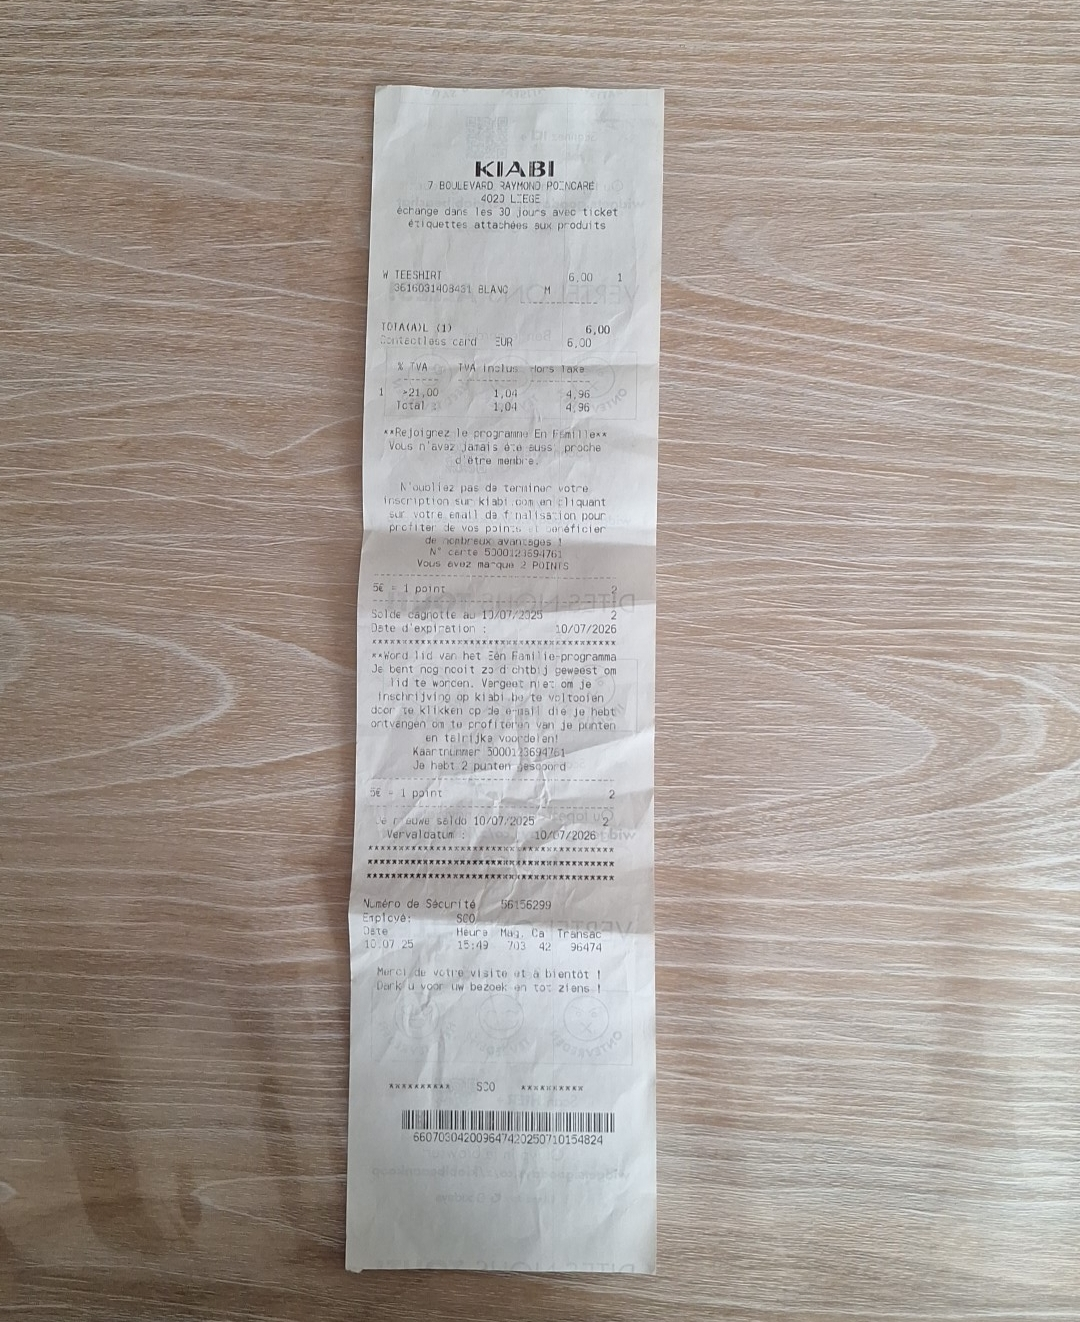 KIABI
7 BOULEVARD RAYMOND POINCARE
4020 LIEGE
échange dans les 30 jours avec ticket
étiquettes attachées aux produits
W TEESHIRT 6,00 1
3616031408431 BLANC M
TOTA(A)L (1) 6,00
Contactless card EUR 6,00
% TVA TVA inclus Hors Taxe
1 >21,00 1,04 4,96
Total : 1,04 4,96
**Rejoignez le programme En Famille**
Vous n'avez jamais été aussi proche
d'être membre.
N'oubliez pas de terminer votre
inscription sur kiabi.com en cliquant
sur votre email de finalisation pour
profiter de vos points et bénéficier
de nombreux avantages !
N° carte 5000123694761
Vous avez marque 2 POINTS
5€ = 1 point 2
Solde cagnotte au 10/07/2025 2
Date d'expiration : 10/07/2026
****************************************
**Word lid van het Eén Familie-programma
Je bent nog nooit zo dichtbij geweest om
lid te worden. Vergeet niet om je
inschrijving op kiabi.be te voltooien
door te klikken op de e-mail die je hebt
ontvangen om te profiteren van je punten
en talrijke voordelen!
Kaartnummer 5000123694761
Je hebt 2 punten gespaard
5€ = 1 point 2
Je nieuwe saldo 10/07/2025 2
Vervaldatum : 10/07/2026
****************************************
****************************************
****************************************
Numéro de Sécurité 56156299
Employé: SCO
Date Heure Mag. Ca Transac
10.07 25 15:49 703 42 96474
Merci de votre visite et à bientôt !
Dank u voor uw bezoek en tot ziens !
********** SCO **********
660703042009647420250710154824